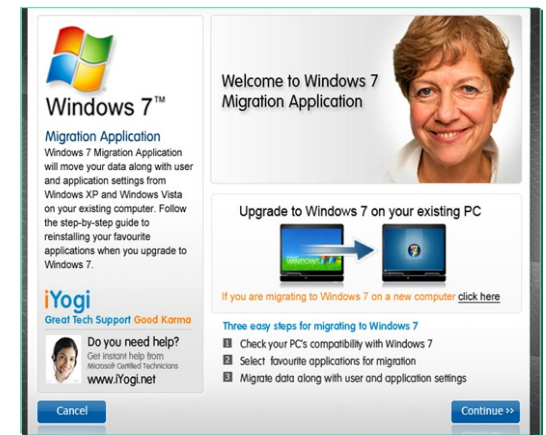 Windows 7™
Migration Application
Windows 7 Migration Application
will move your data along with user
and application settings from
Windows XP and Windows Vista
on your existing computer. Follow
the step-by-step guide to
reinstalling your favourite
applications when you upgrade to
Windows 7.
iYogi
Great Tech Support Good Karma
Do you need help?
Get instant help from
Microsoft Certified Technicians
www.iYogi.net
Welcome to Windows 7
Migration Application
Upgrade to Windows 7 on your existing PC
If you are migrating to Windows 7 on a new computer click here
Three easy steps for migrating to Windows 7
1 Check your PC's compatibility with Windows 7
2 Select favourite applications for migration
3 Migrate data along with user and application settings
Cancel
Continue >>